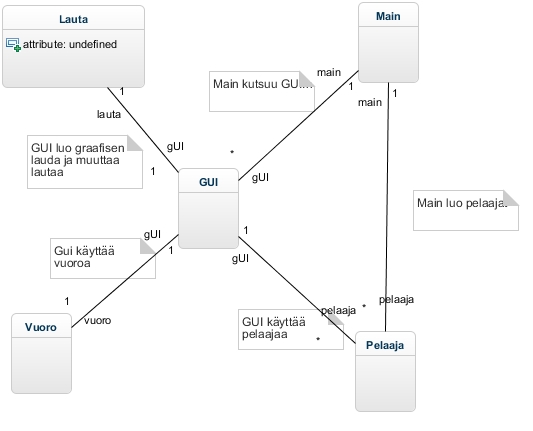 Lauta
attribute: undefined
Main
1
lauta
main
1
main
1
Main kutsuu GUI...
GUI luo graafisen
lauda ja muuttaa
lautaa
gUI
1
*
gUI
GUI
Main luo pelaajat
gUI
1
1
gUI
Gui käyttää
vuoroa
1
vuoro
pelaaja
*
pelaaja
GUI käyttää
pelaajaa
*
Vuoro
Pelaaja